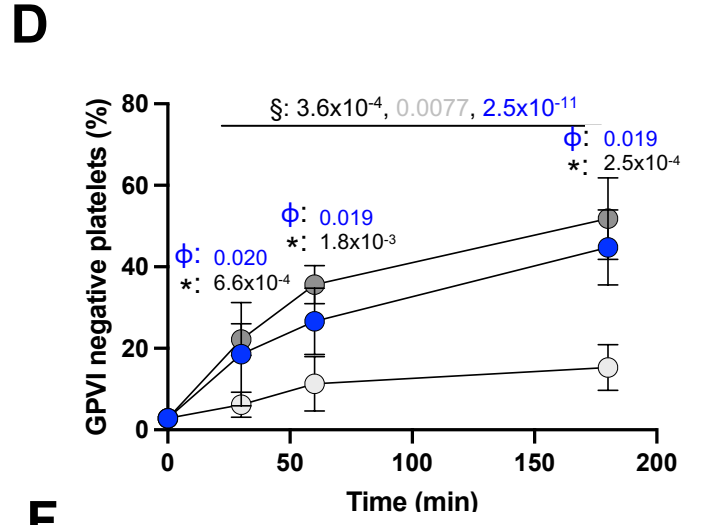 D
GPVI negative platelets (%)
80
60
40
20
0
§: 3.6x10⁻⁴, 0.0077, 2.5x10⁻¹¹
ϕ: 0.019
*: 2.5x10⁻⁴
ϕ: 0.019
*: 1.8x10⁻³
ϕ: 0.020
*: 6.6x10⁻⁴
0 50 100 150 200
Time (min)